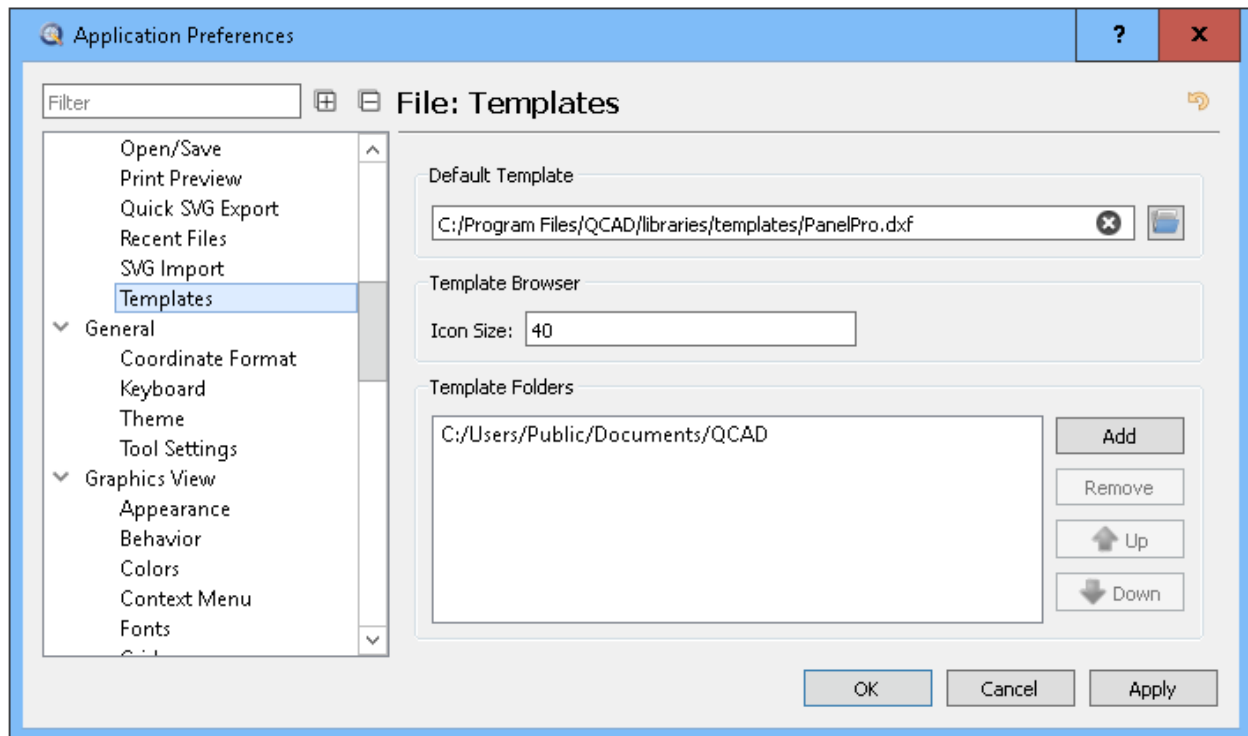 Application Preferences
?
x
Filter
File: Templates
Open/Save
Print Preview
Quick SVG Export
Recent Files
SVG Import
Templates
General
Coordinate Format
Keyboard
Theme
Tool Settings
Graphics View
Appearance
Behavior
Colors
Context Menu
Fonts
Default Template
C:/Program Files/QCAD/libraries/templates/PanelPro.dxf
Template Browser
Icon Size: 40
Template Folders
C:/Users/Public/Documents/QCAD
Add
Remove
Up
Down
OK
Cancel
Apply